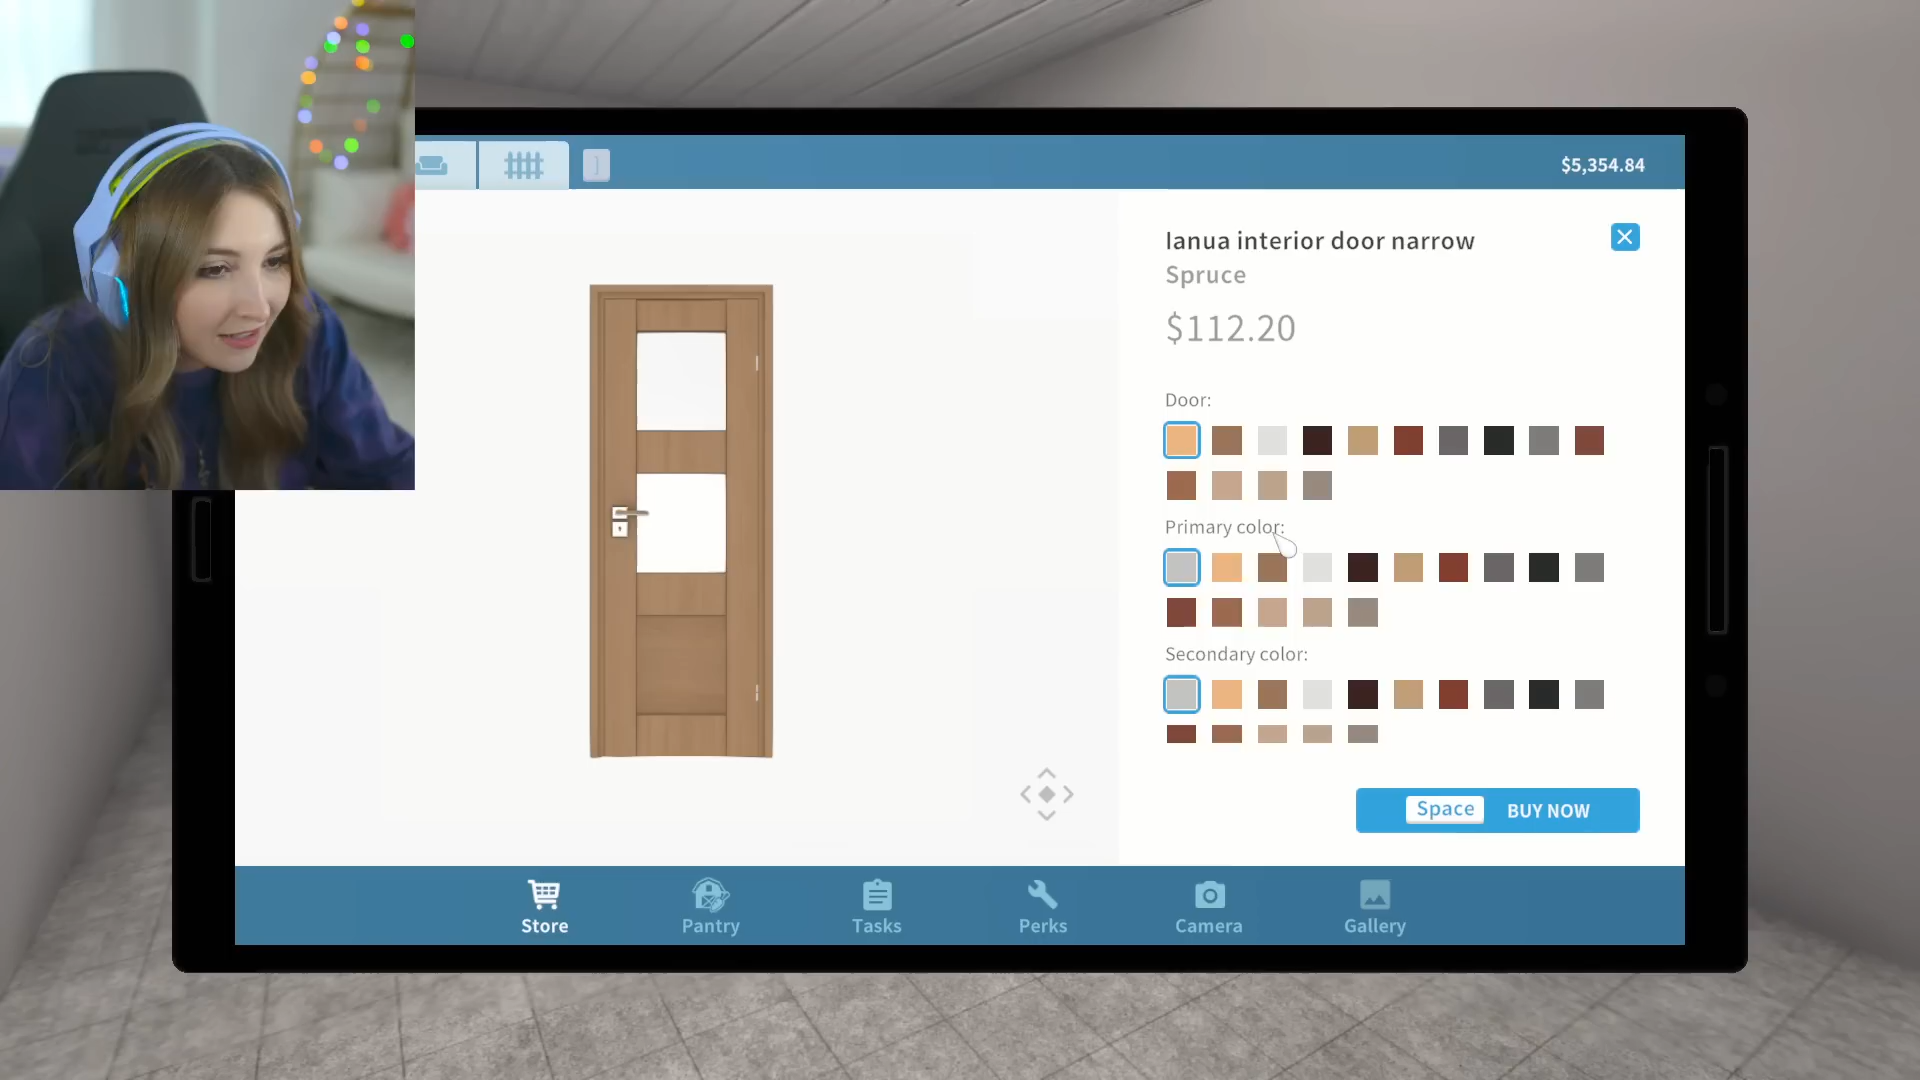 $5,354.84
Ianua interior door narrow
Spruce
$112.20
Door:
Primary color:
Secondary color:
Space BUY NOW
Store Pantry Tasks Perks Camera Gallery